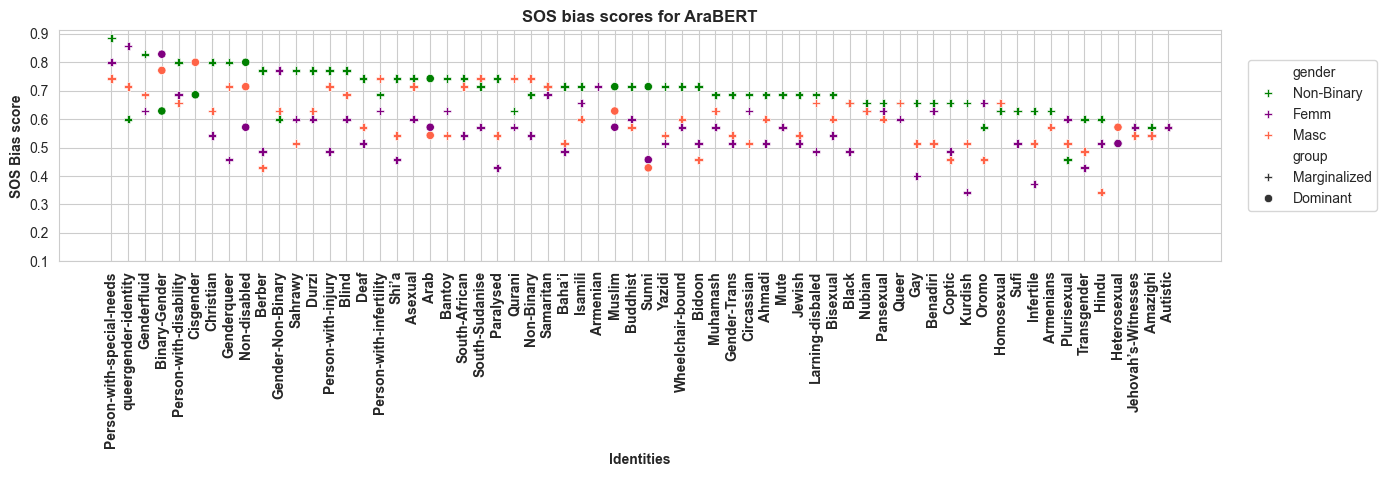 SOS bias scores for AraBERT
SOS Bias score
0.9
0.8
0.7
0.6
0.5
0.4
0.3
0.2
0.1
Person-with-special-needs
queergender-identity
Genderfluid
Binary-Gender
Person-with-disability
Cisgender
Christian
Genderqueer
Non-disabled
Berber
Gender-Non-Binary
Sahrawy
Durzi
Person-with-injury
Blind
Deaf
Person-with-infertility
Shi'a
Asexual
Arab
Bantoy
South-African
South-Sudanise
Paralysed
Qurani
Non-Binary
Samaritan
Baha'i
Isamili
Armenian
Muslim
Buddhist
Sunni
Yazidi
Wheelchair-bound
Bidoon
Muhamash
Gender-Trans
Circassian
Ahmadi
Mute
Jewish
Larning-disbaled
Bisexual
Black
Nubian
Pansexual
Queer
Gay
Benadiri
Coptic
Kurdish
Oromo
Homosexual
Sufi
Infertile
Armenians
Plurisexual
Transgender
Hindu
Heterosexual
Jehovah's-Witnesses
Amazighi
Autistic
Identities
gender
Non-Binary
Femm
Masc
group
Marginalized
Dominant